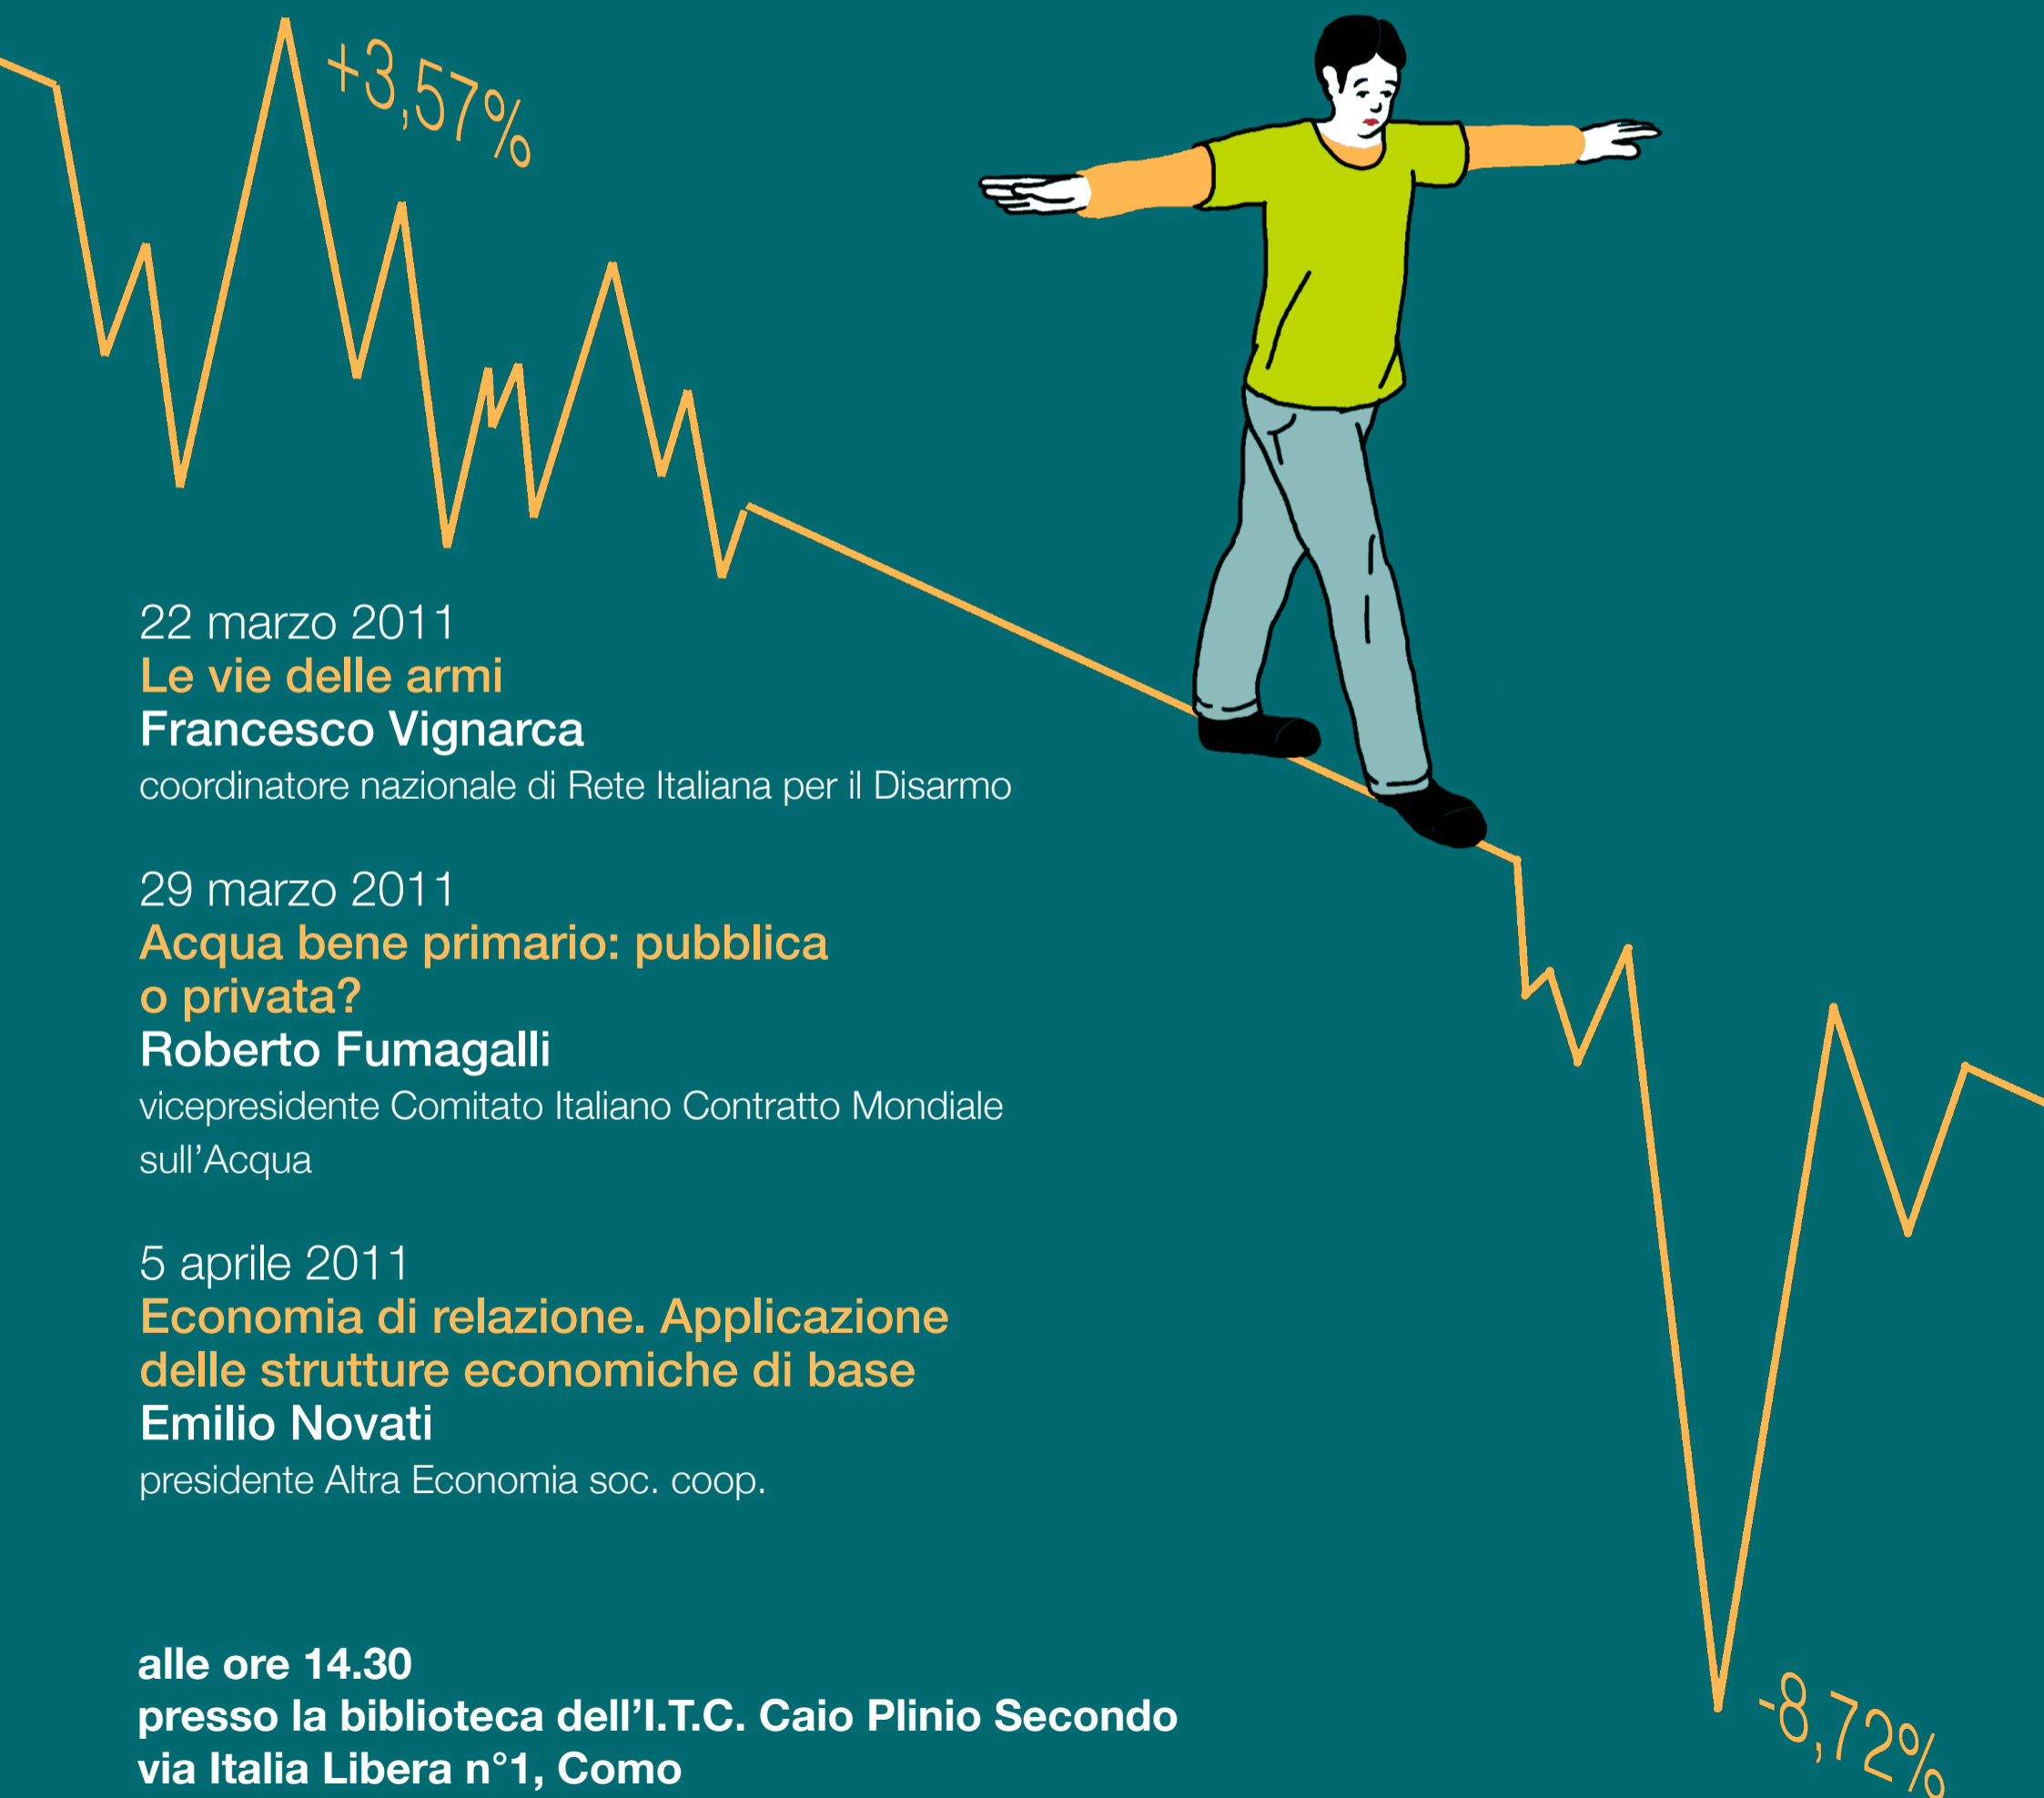 +3,57%
22 marzo 2011
Le vie delle armi
Francesco Vignarca
coordinatore nazionale di Rete Italiana per il Disarmo
29 marzo 2011
Acqua bene primario: pubblica
o privata?
Roberto Fumagalli
vicepresidente Comitato Italiano Contratto Mondiale
sull'Acqua
5 aprile 2011
Economia di relazione. Applicazione
delle strutture economiche di base
Emilio Novati
presidente Altra Economia soc. coop.
alle ore 14.30
presso la biblioteca dell'I.T.C. Caio Plinio Secondo
via Italia Libera n°1, Como
-8,72%